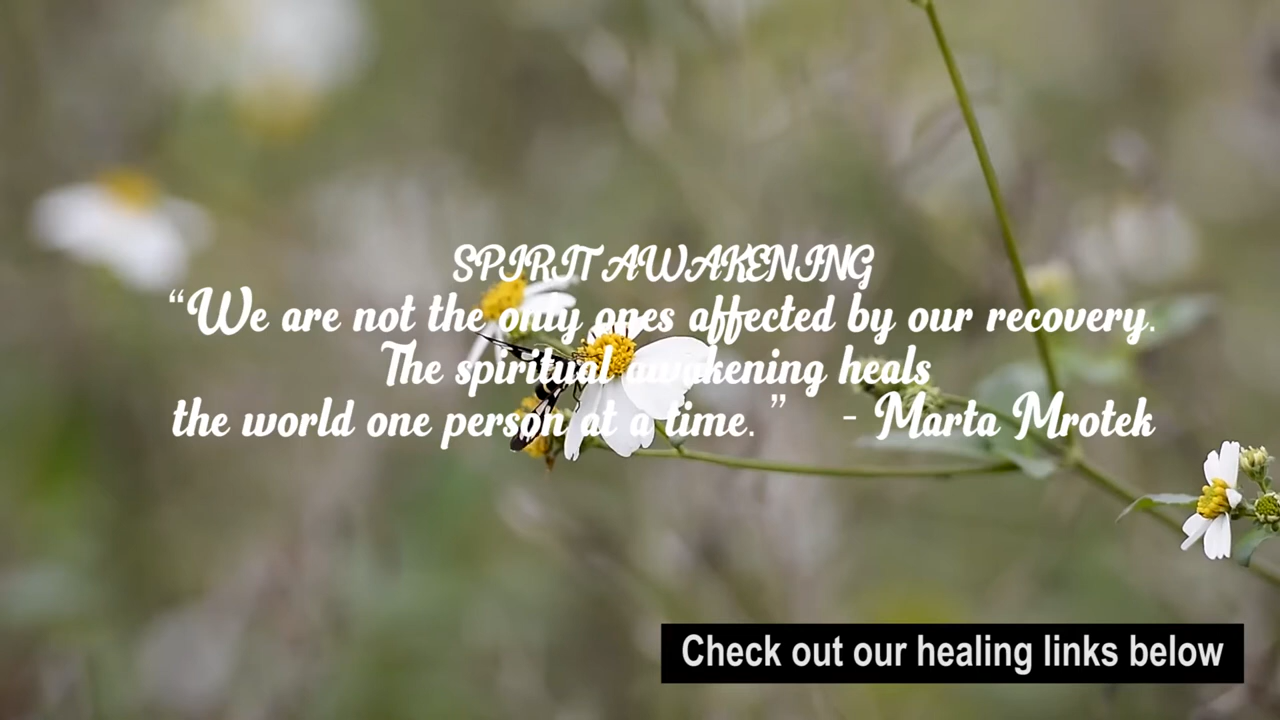 SPIRIT AWAKENING
“We are not the only ones affected by our recovery.
The spiritual awakening heals
the world one person at a time.” - Marta Mrotek
Check out our healing links below